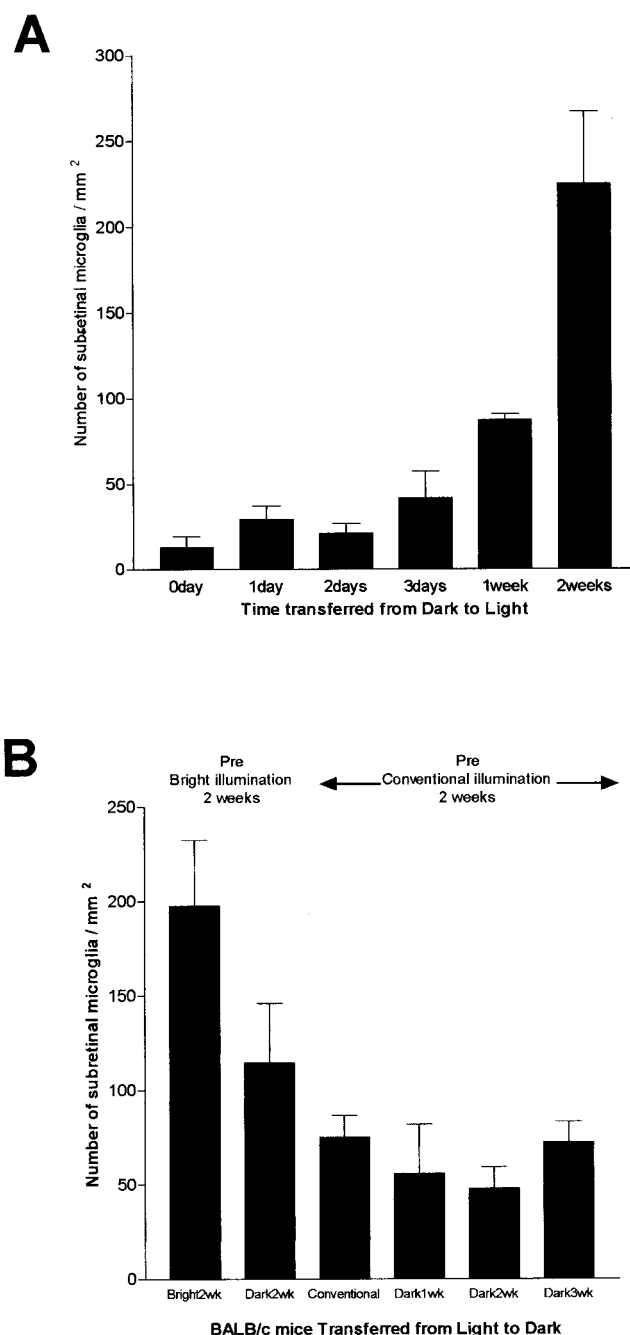 A
Number of subretinal microglia / mm 2
300
250
200
150
100
50
0
0day 1day 2days 3days 1week 2weeks
Time transferred from Dark to Light
B
Pre
Bright illumination
2 weeks
Pre
Conventional illumination
2 weeks
Number of subretinal microglia / mm 2
250
200
150
100
50
0
Bright2wk Dark2wk Conventional Dark1wk Dark2wk Dark3wk
BALB/c mice Transferred from Light to Dark